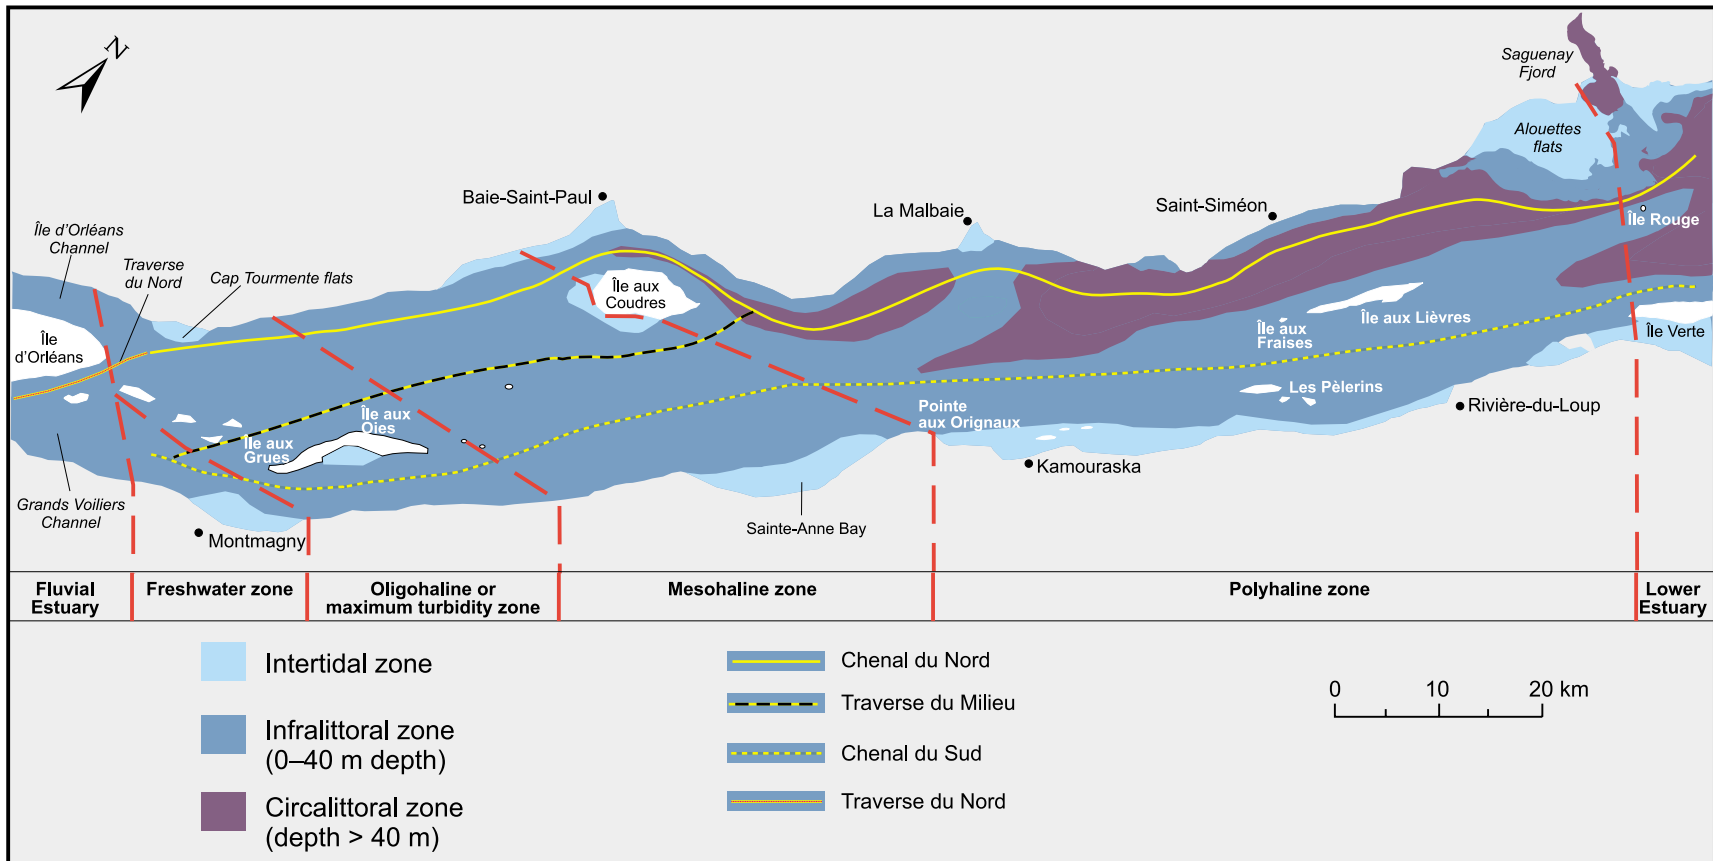 N
Saguenay
Fjord
Alouettes
flats
Baie-Saint-Paul
La Malbaie
Saint-Siméon
Île d'Orléans
Channel
Traverse
du Nord
Cap Tourmente flats
Île Rouge
Île aux
Coudres
Île aux Lièvres
Île aux
Fraises
Île
d'Orléans
Île Verte
Les Pèlerins
Rivière-du-Loup
Pointe
aux Orignaux
Île aux
Oies
Île aux
Grues
Kamouraska
Grands Voiliers
Channel
Montmagny
Sainte-Anne Bay
Fluvial
Estuary
Freshwater zone
Oligohaline or
maximum turbidity zone
Mesohaline zone
Polyhaline zone
Lower
Estuary
Intertidal zone
Infralittoral zone
(0–40 m depth)
Circalittoral zone
(depth > 40 m)
Chenal du Nord
Traverse du Milieu
Chenal du Sud
Traverse du Nord
0 10 20 km